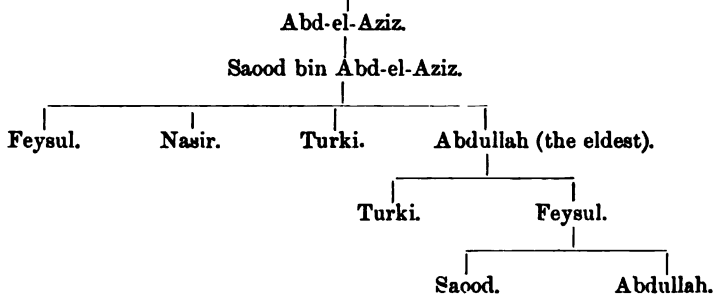 Abd-el-Aziz.
Saood bin Abd-el-Aziz.
Feysul. Nasir. Turki. Abdullah (the eldest).
Turki. Feysul.
Saood. Abdullah.